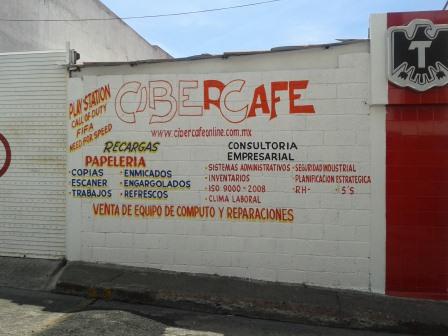 PLAY STATION
CALL OF DUTY
FIFA
NEED FOR SPEED
CIBERCAFE
www.cibercafeonline.com.mx
RECARGAS
PAPELERIA
• COPIAS
• ESCANER
• TRABAJOS
• ENMICADOS
• ENGARGOLADOS
• REFRESCOS
CONSULTORIA
EMPRESARIAL
• SISTEMAS ADMINISTRATIVOS
• INVENTARIOS
• ISO 9000 - 2008
• CLIMA LABORAL
• SEGURIDAD INDUSTRIAL
• PLANIFICACION ESTRATEGICA
• RH-
• 5'S
VENTA DE EQUIPO DE COMPUTO Y REPARACIONES
T